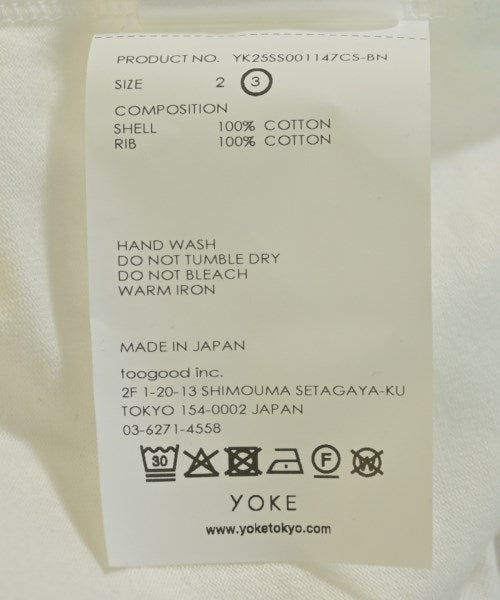 PRODUCT NO. YK25SS001147CS-BN
SIZE 2 3
COMPOSITION
SHELL 100% COTTON
RIB 100% COTTON
HAND WASH
DO NOT TUMBLE DRY
DO NOT BLEACH
WARM IRON
MADE IN JAPAN
toogood inc.
2F 1-20-13 SHIMOUMA SETAGAYA-KU
TOKYO 154-0002 JAPAN
03-6271-4558
30 F W
YOKE
www.yoketokyo.com